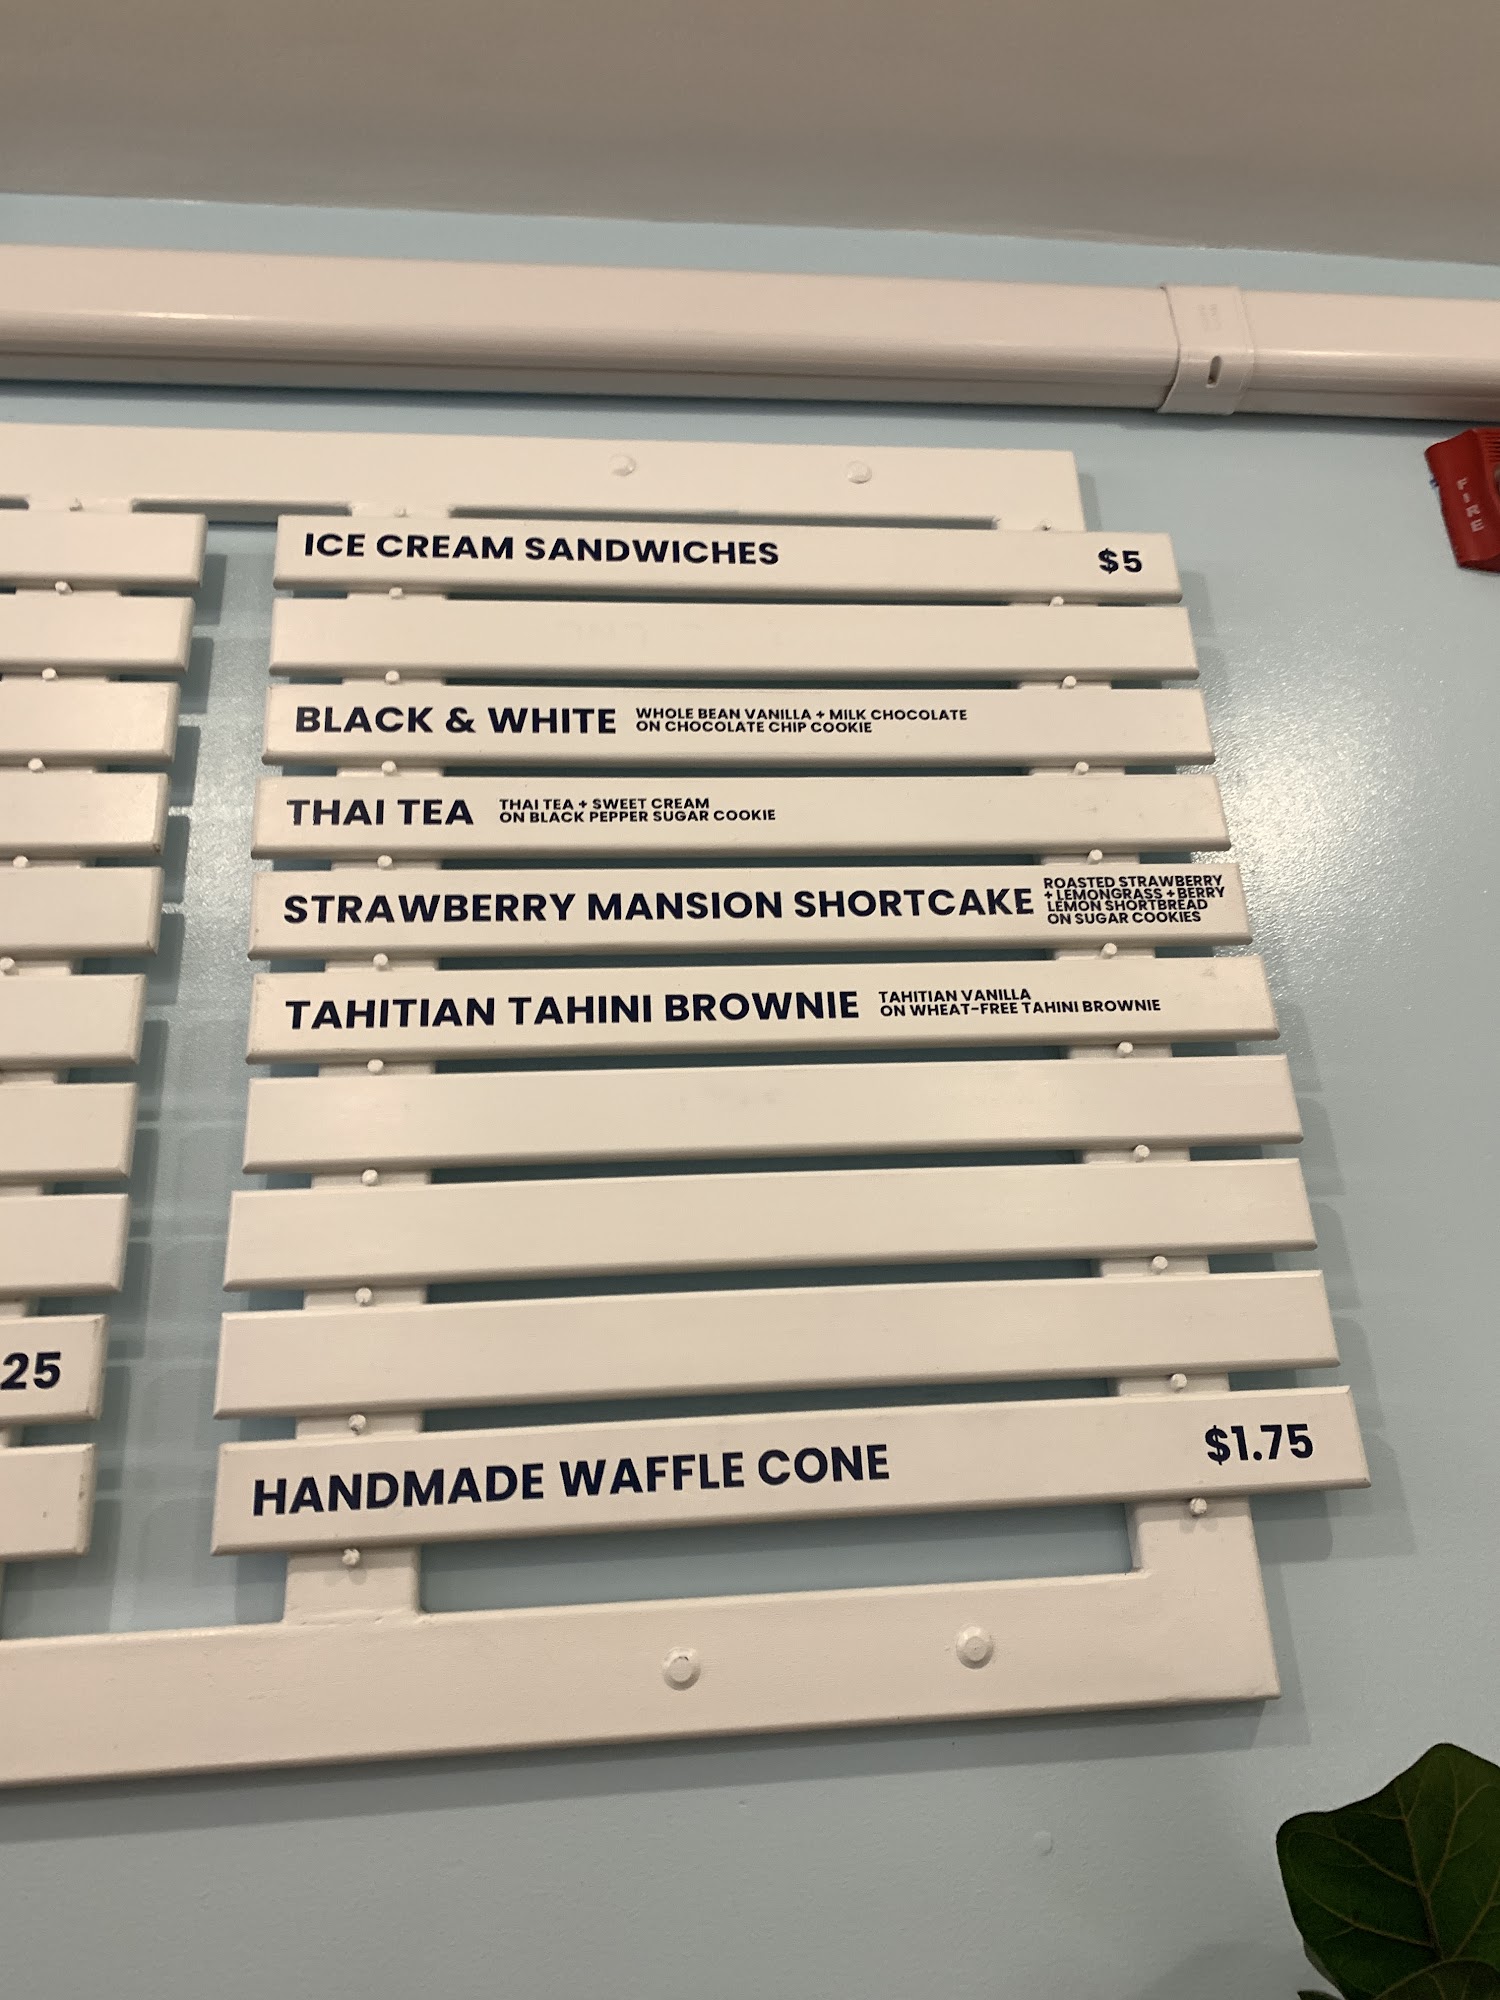 ICE CREAM SANDWICHES $5
BLACK & WHITE WHOLE BEAN VANILLA + MILK CHOCOLATE
ON CHOCOLATE CHIP COOKIE
THAI TEA THAI TEA + SWEET CREAM
ON BLACK PEPPER SUGAR COOKIE
STRAWBERRY MANSION SHORTCAKE ROASTED STRAWBERRY
+ LEMONGRASS + BERRY
LEMON SHORTBREAD
ON SUGAR COOKIES
TAHITIAN TAHINI BROWNIE TAHITIAN VANILLA
ON WHEAT-FREE TAHINI BROWNIE
25
HANDMADE WAFFLE CONE $1.75
FIRE